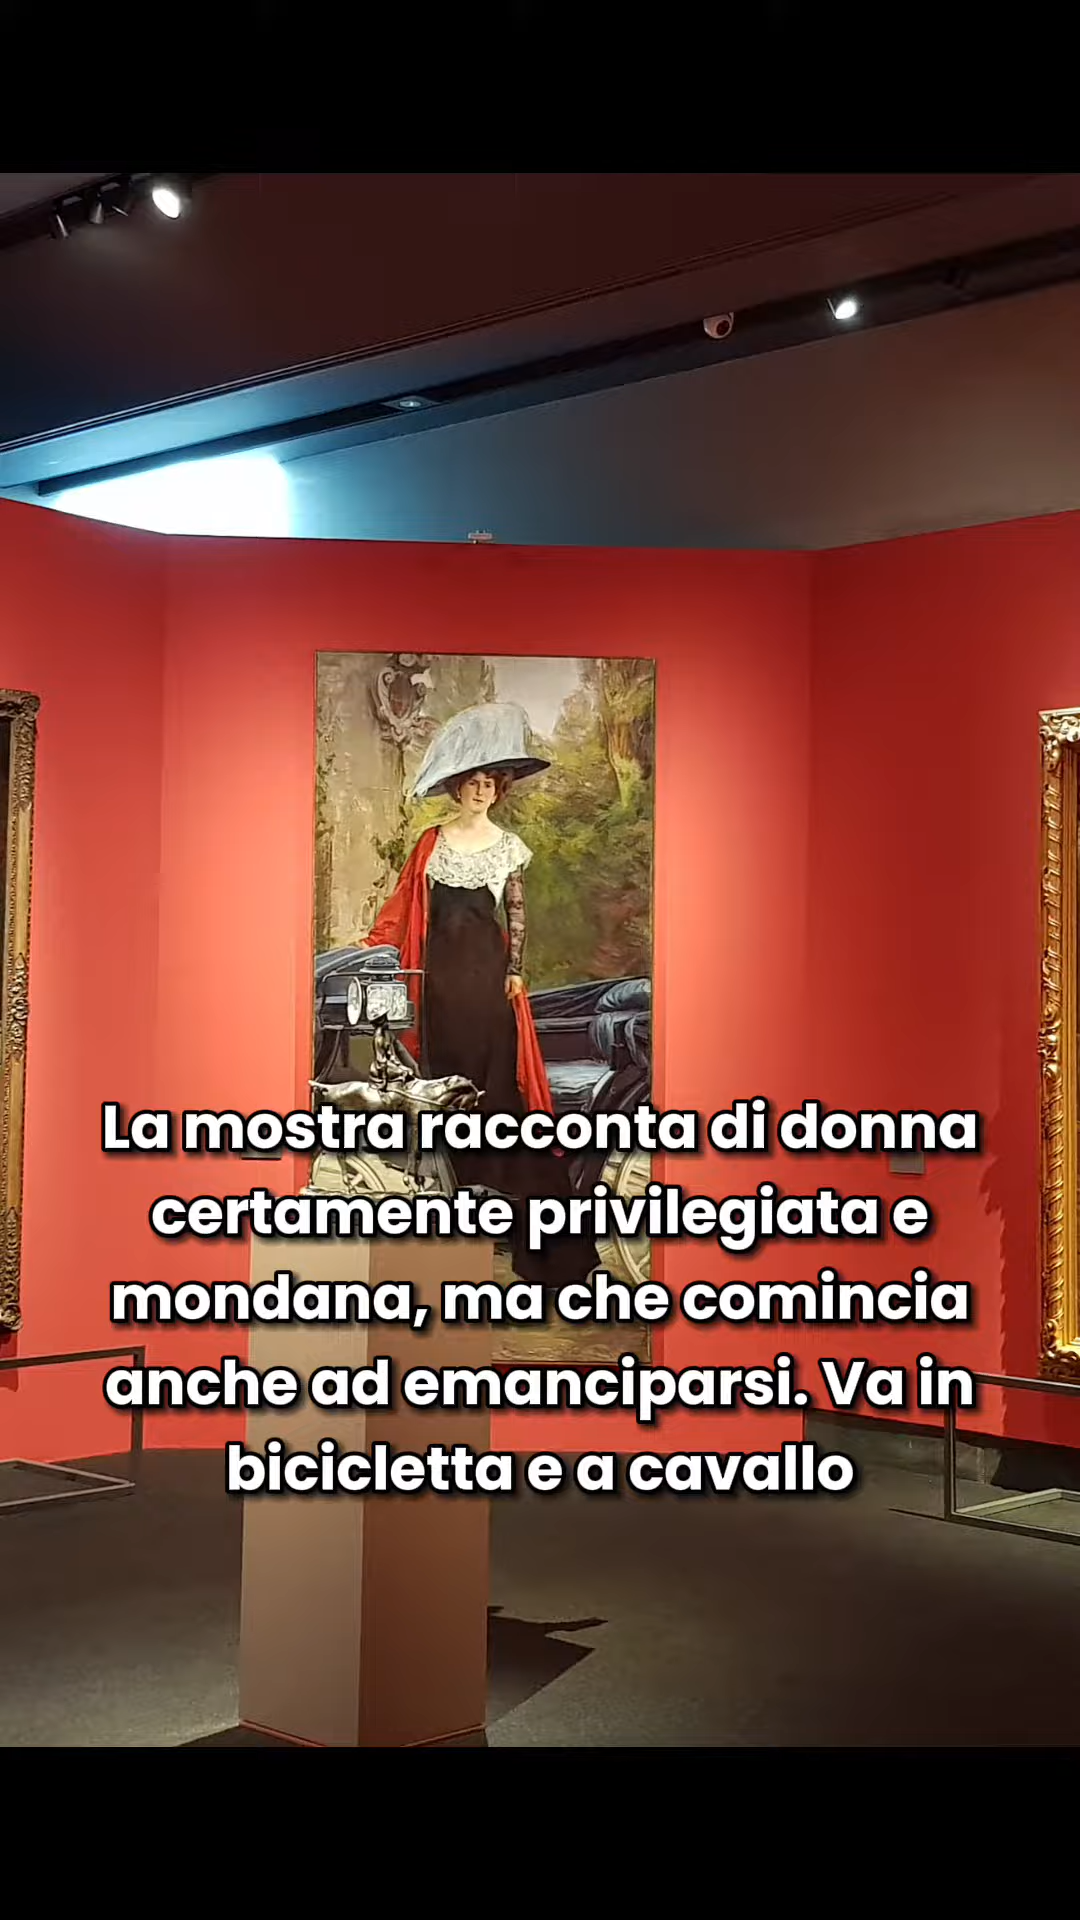 La mostra racconta di donna
certamente privilegiata e
mondana, ma che comincia
anche ad emanciparsi. Va in
bicicletta e a cavallo